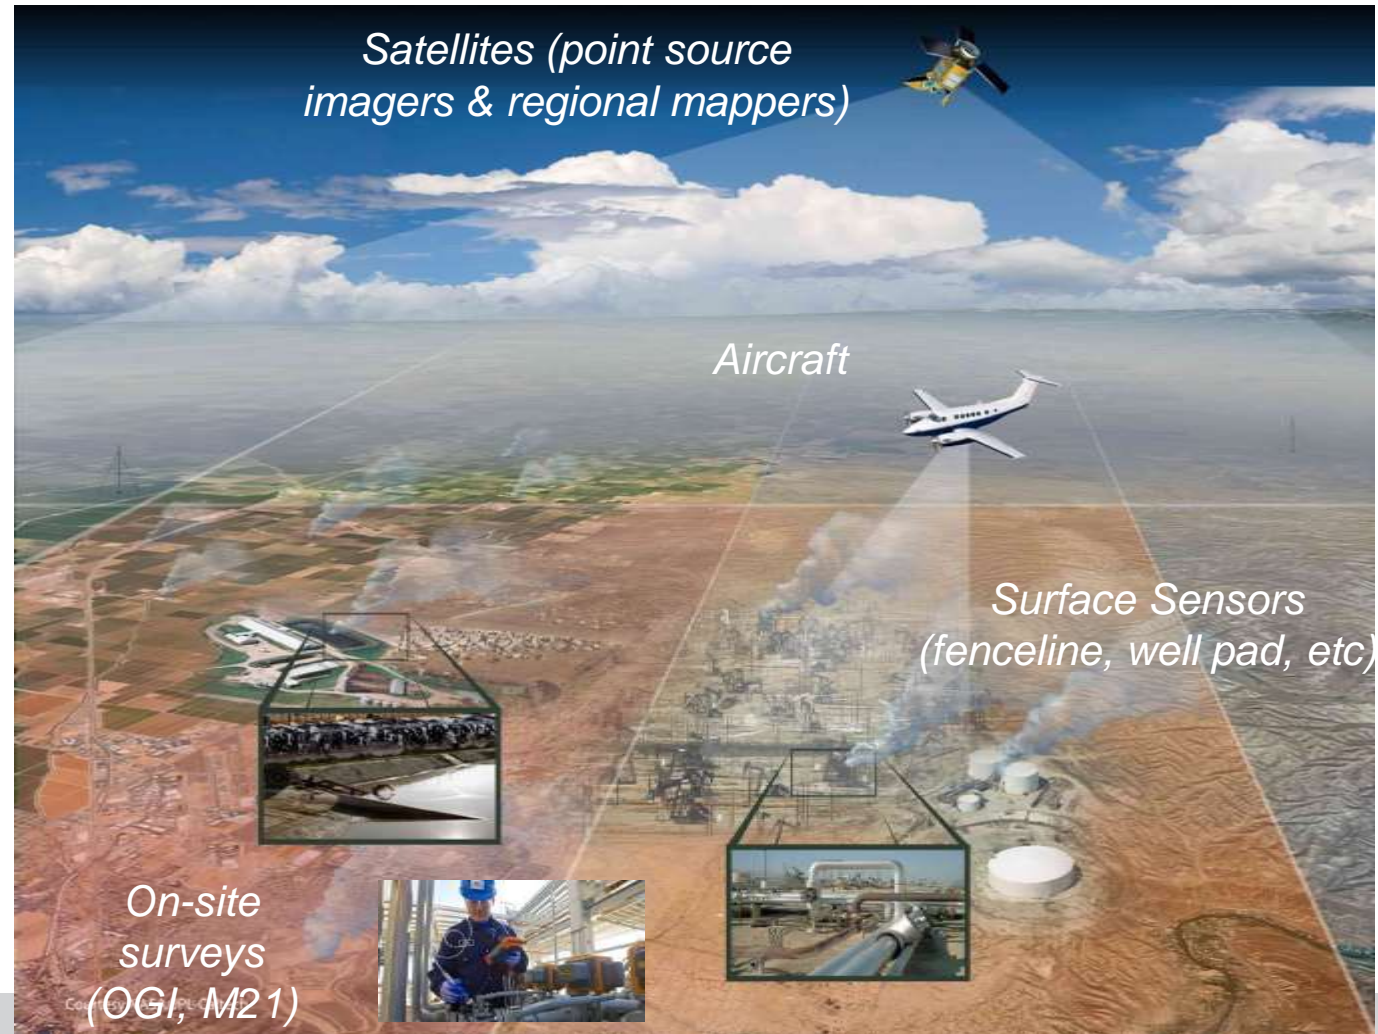 Satellites (point source
imagers & regional mappers)
Aircraft
Surface Sensors
(fenceline, well pad, etc)
On-site
surveys
(OGI, M21)